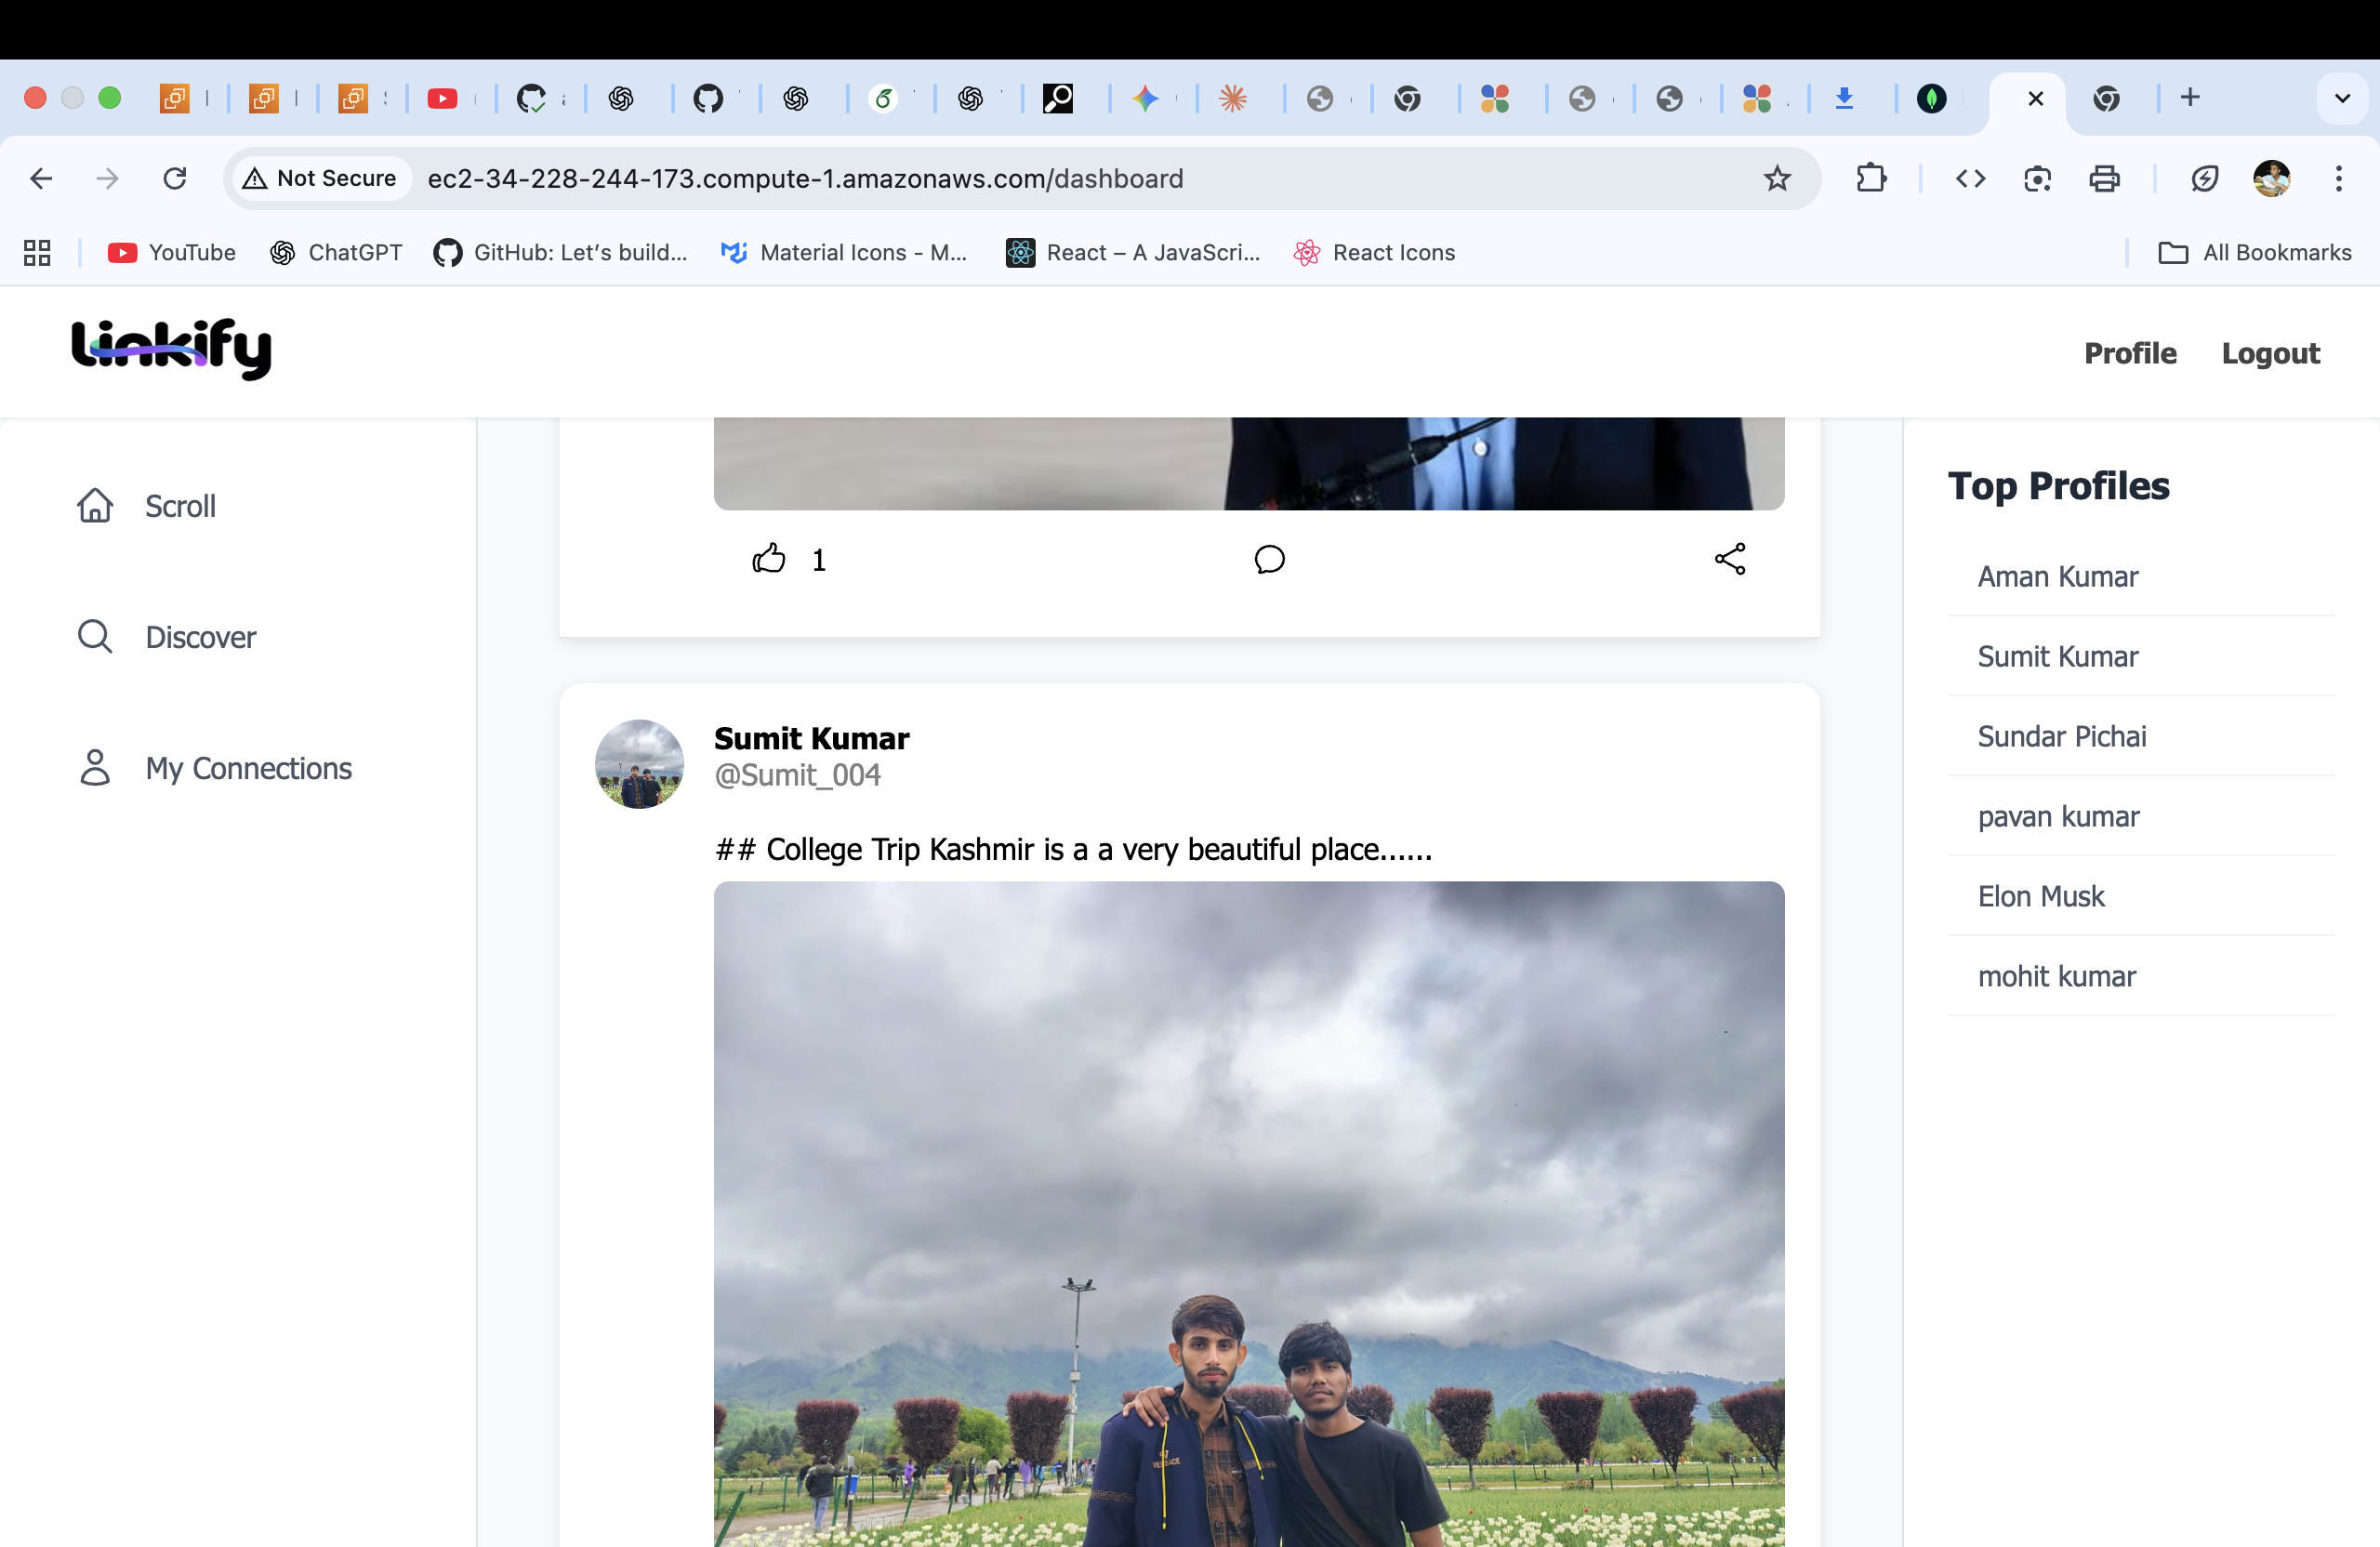 Not Secure
ec2-34-228-244-173.compute-1.amazonaws.com/dashboard
YouTube
ChatGPT
GitHub: Let’s build...
Material Icons - M...
React – A JavaScri...
React Icons
All Bookmarks
Linkify
Profile
Logout
Scroll
Discover
My Connections
1
Sumit Kumar
@Sumit_004
## College Trip Kashmir is a a very beautiful place......
Top Profiles
Aman Kumar
Sumit Kumar
Sundar Pichai
pavan kumar
Elon Musk
mohit kumar